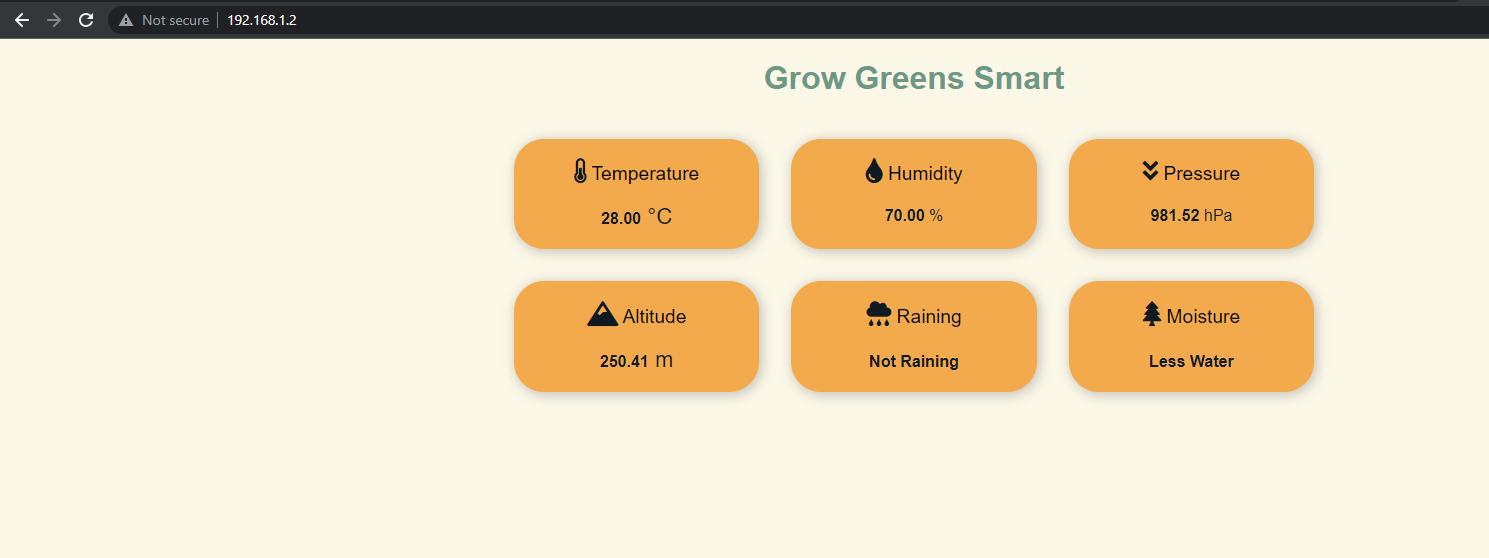 Not secure 192.168.1.2
Grow Greens Smart
Temperature
28.00 °C
Humidity
70.00 %
Pressure
981.52 hPa
Altitude
250.41 m
Raining
Not Raining
Moisture
Less Water